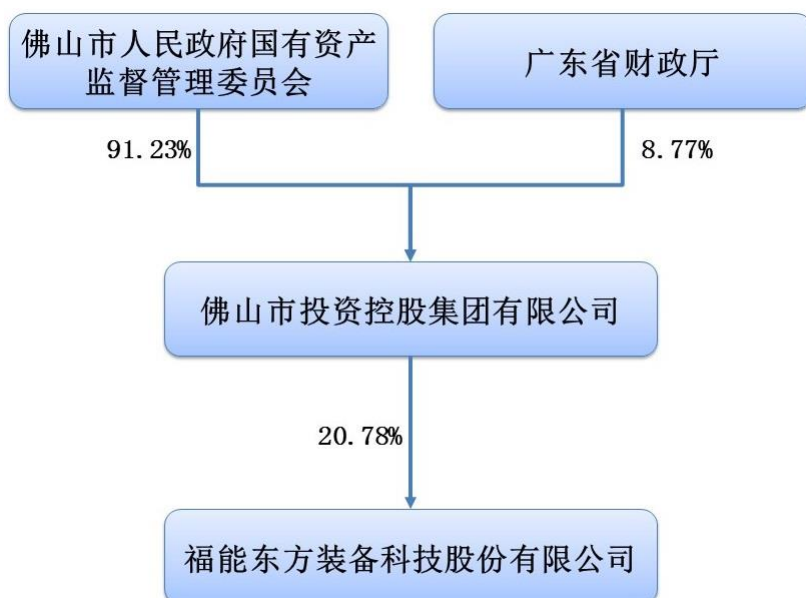 佛山市人民政府国有资产
监督管理委员会
广东省财政厅
91.23%
8.77%
佛山市投资控股集团有限公司
20.78%
福能东方装备科技股份有限公司